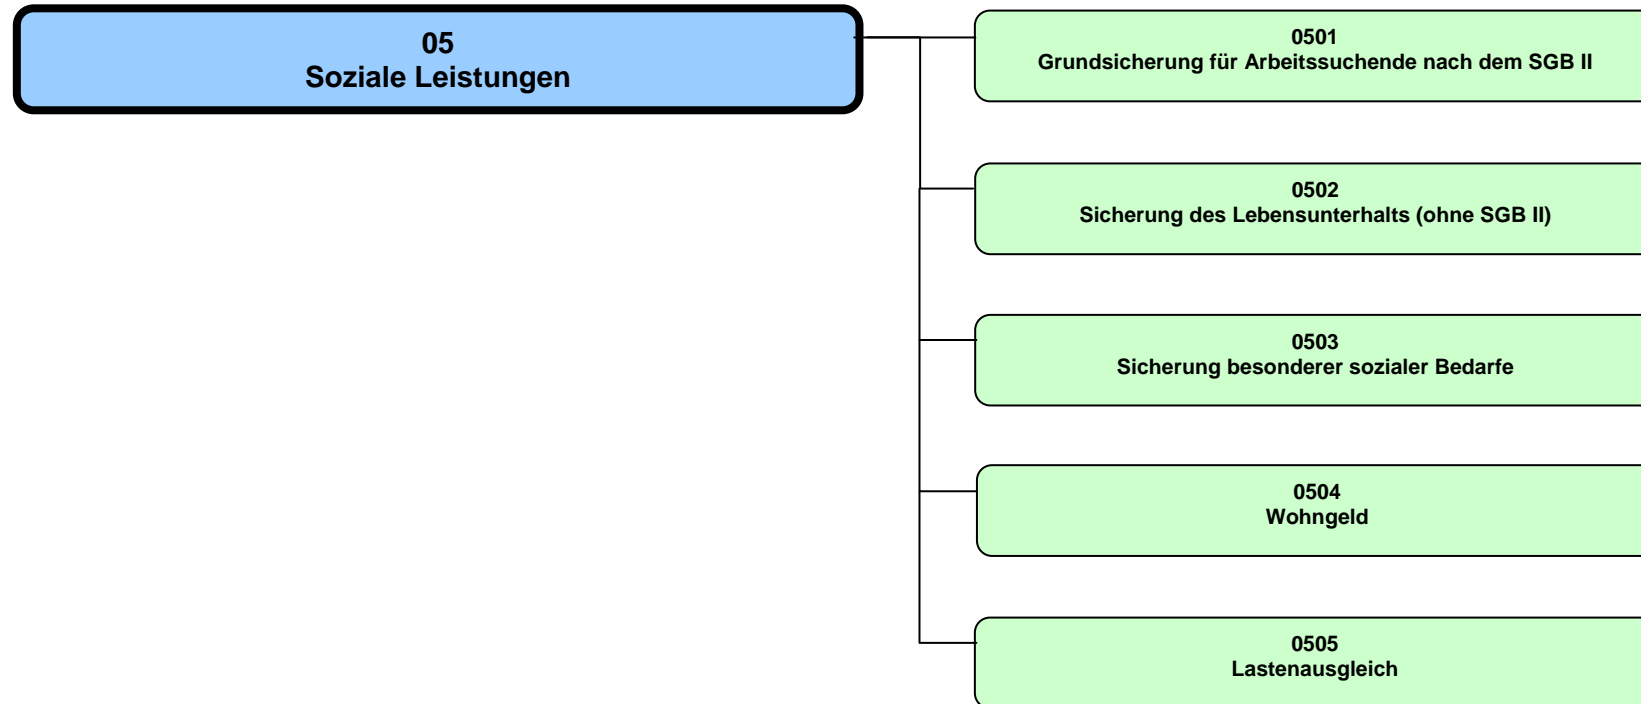 05
Soziale Leistungen
0501
Grundsicherung für Arbeitssuchende nach dem SGB II
0502
Sicherung des Lebensunterhalts (ohne SGB II)
0503
Sicherung besonderer sozialer Bedarfe
0504
Wohngeld
0505
Lastenausgleich